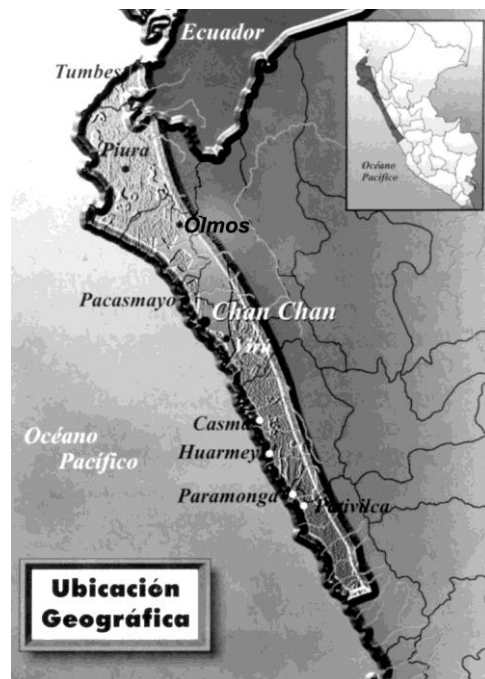 Ecuador
Tumbes
Piura
Olmos
Pacasmayo
Chan Chan
Virú
Casma
Huarmey
Paramonga
Pativilca
Océano
Pacífico
Océano
Pacífico
Ubicación
Geográfica